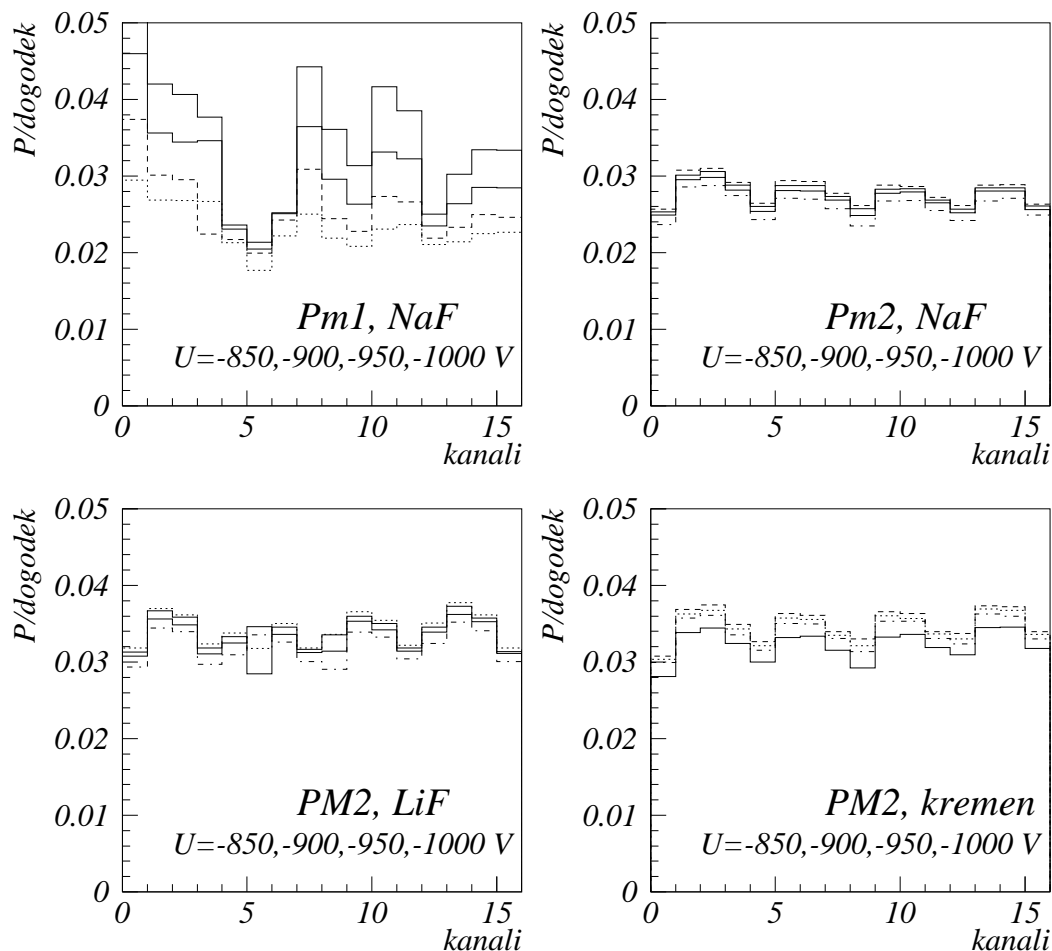 P/dogodek
0.05
0.04
0.03
0.02
0.01
0
Pm1, NaF
U=-850,-900,-950,-1000 V
0 5 10 15
kanali
P/dogodek
0.05
0.04
0.03
0.02
0.01
0
Pm2, NaF
U=-850,-900,-950,-1000 V
0 5 10 15
kanali
P/dogodek
0.05
0.04
0.03
0.02
0.01
0
PM2, LiF
U=-850,-900,-950,-1000 V
0 5 10 15
kanali
P/dogodek
0.05
0.04
0.03
0.02
0.01
0
PM2, kremen
U=-850,-900,-950,-1000 V
0 5 10 15
kanali